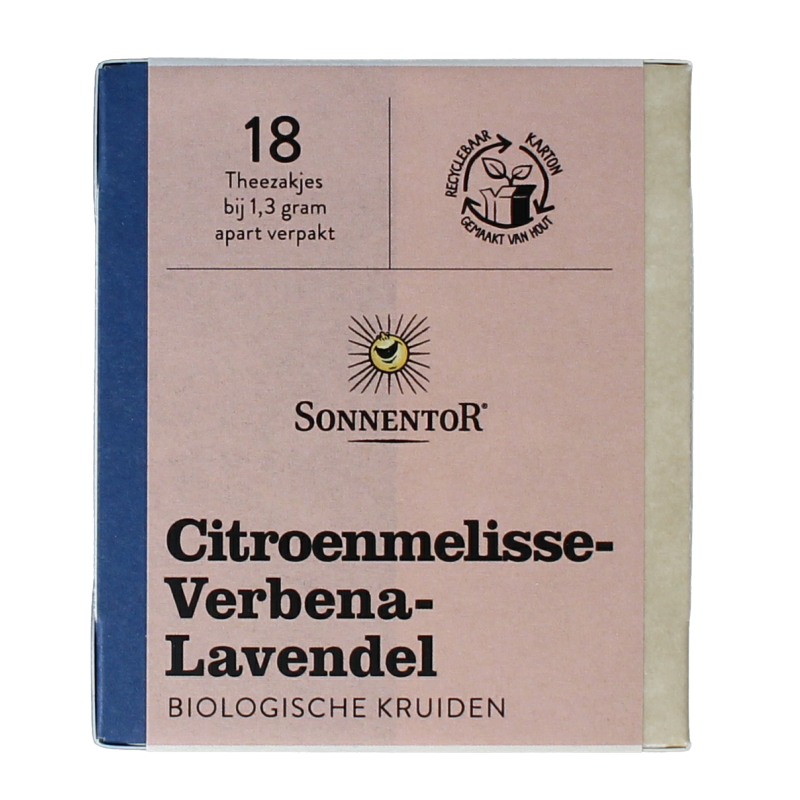 18
Theezakjes
bij 1,3 gram
apart verpakt
RECYCLEBAAR KARTON
GEMAAKT VAN HOUT
SONNENTOR®
Citroenmelisse-
Verbena-
Lavendel
BIOLOGISCHE KRUIDEN